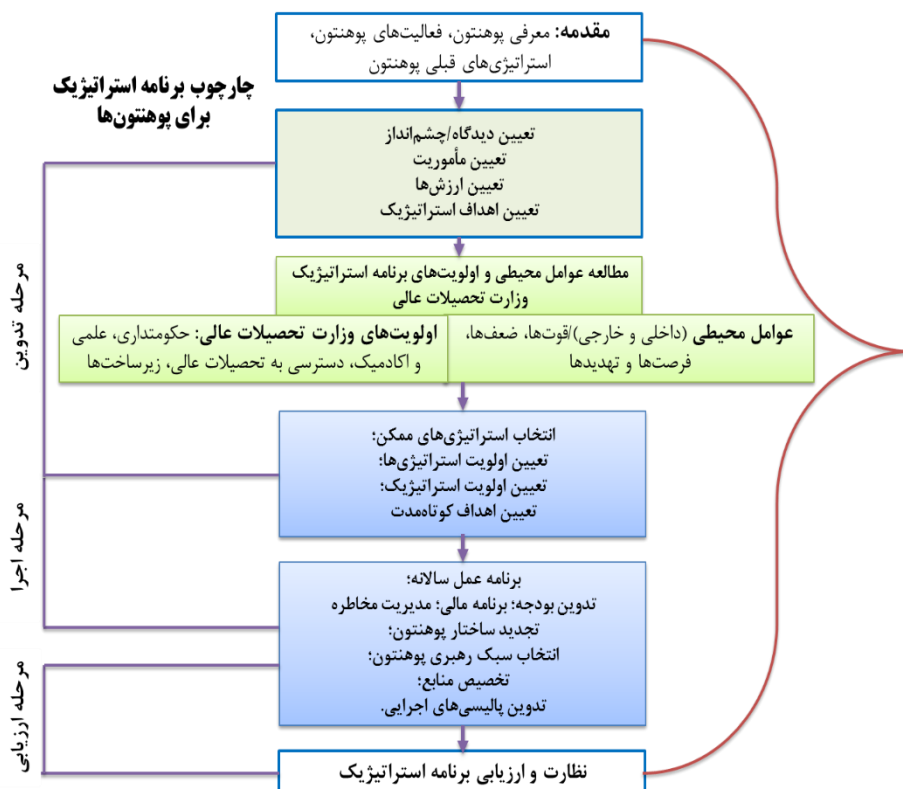 مقدمه: معرفی پوهنتون، فعالیت‌های پوهنتون،
استراتیژی‌های قبلی پوهنتون
چارچوب برنامه استراتیژیک
برای پوهنتون‌ها
تعیین دیدگاه/چشم‌انداز
تعیین مأموریت
تعیین ارزش‌ها
تعیین اهداف استراتیژیک
مطالعه عوامل محیطی و اولویت‌های برنامه استراتیژیک
وزارت تحصیلات عالی
عوامل محیطی (داخلی و خارجی)/قوت‌ها، ضعف‌ها،
فرصت‌ها و تهدیدها
اولویت‌های وزارت تحصیلات عالی: حکومتداری، علمی
و اکادمیک، دسترسی به تحصیلات عالی، زیرساخت‌ها
مرحله تدوین
انتخاب استراتیژی‌های ممکن؛
تعیین اولویت استراتیژی‌ها؛
تعیین اولویت استراتیژیک؛
تعیین اهداف کوتاه‌مدت
مرحله اجرا
برنامه عمل سالانه؛
تدوین بودجه؛ برنامه مالی؛ مدیریت مخاطره
تجدید ساختار پوهنتون؛
انتخاب سبک رهبری پوهنتون؛
تخصیص منابع؛
تدوین پالیسی‌های اجرایی.
مرحله ارزیابی
نظارت و ارزیابی برنامه استراتیژیک